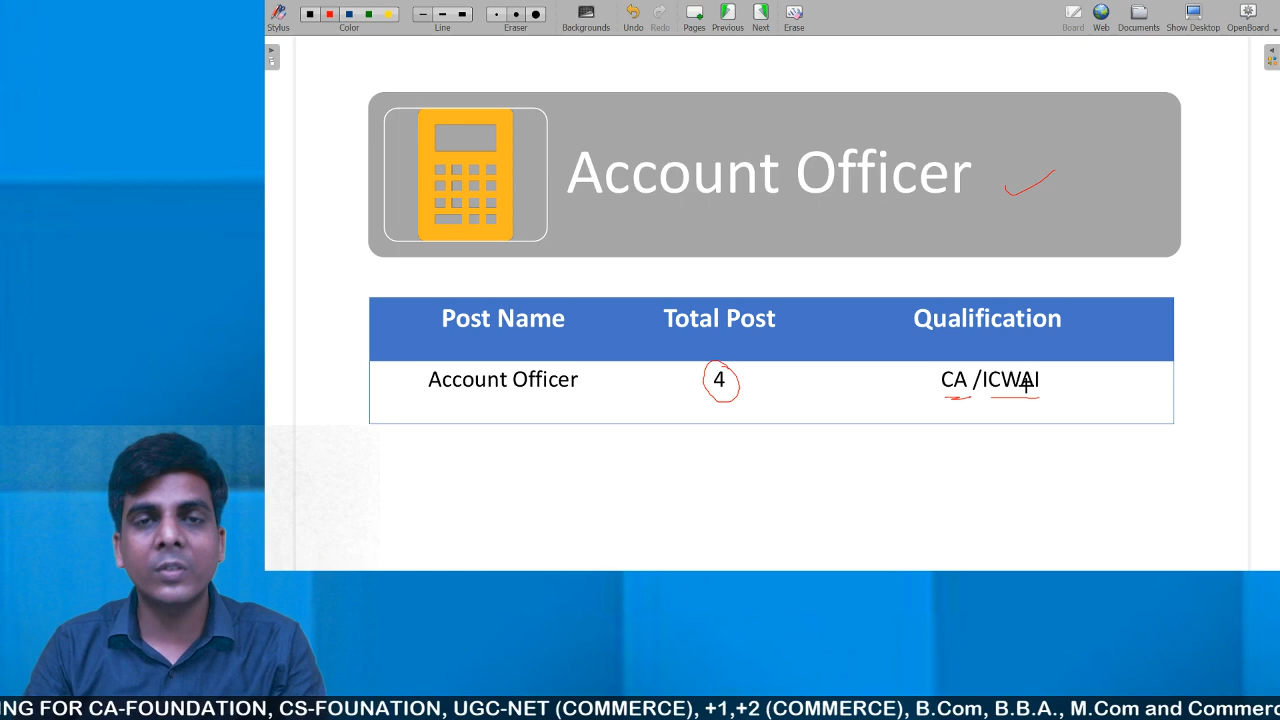 Stylus
Color
Line
Eraser
Backgrounds
Undo
Redo
Pages
Previous
Next
Erase
Board
Web
Documents
Show Desktop
OpenBoard
Account Officer
Post Name Total Post Qualification
Account Officer 4 CA /ICWAI
ING FOR CA-FOUNDATION, CS-FOUNATION, UGC-NET (COMMERCE), +1,+2 (COMMERCE), B.Com, B.B.A., M.Com and Commerc